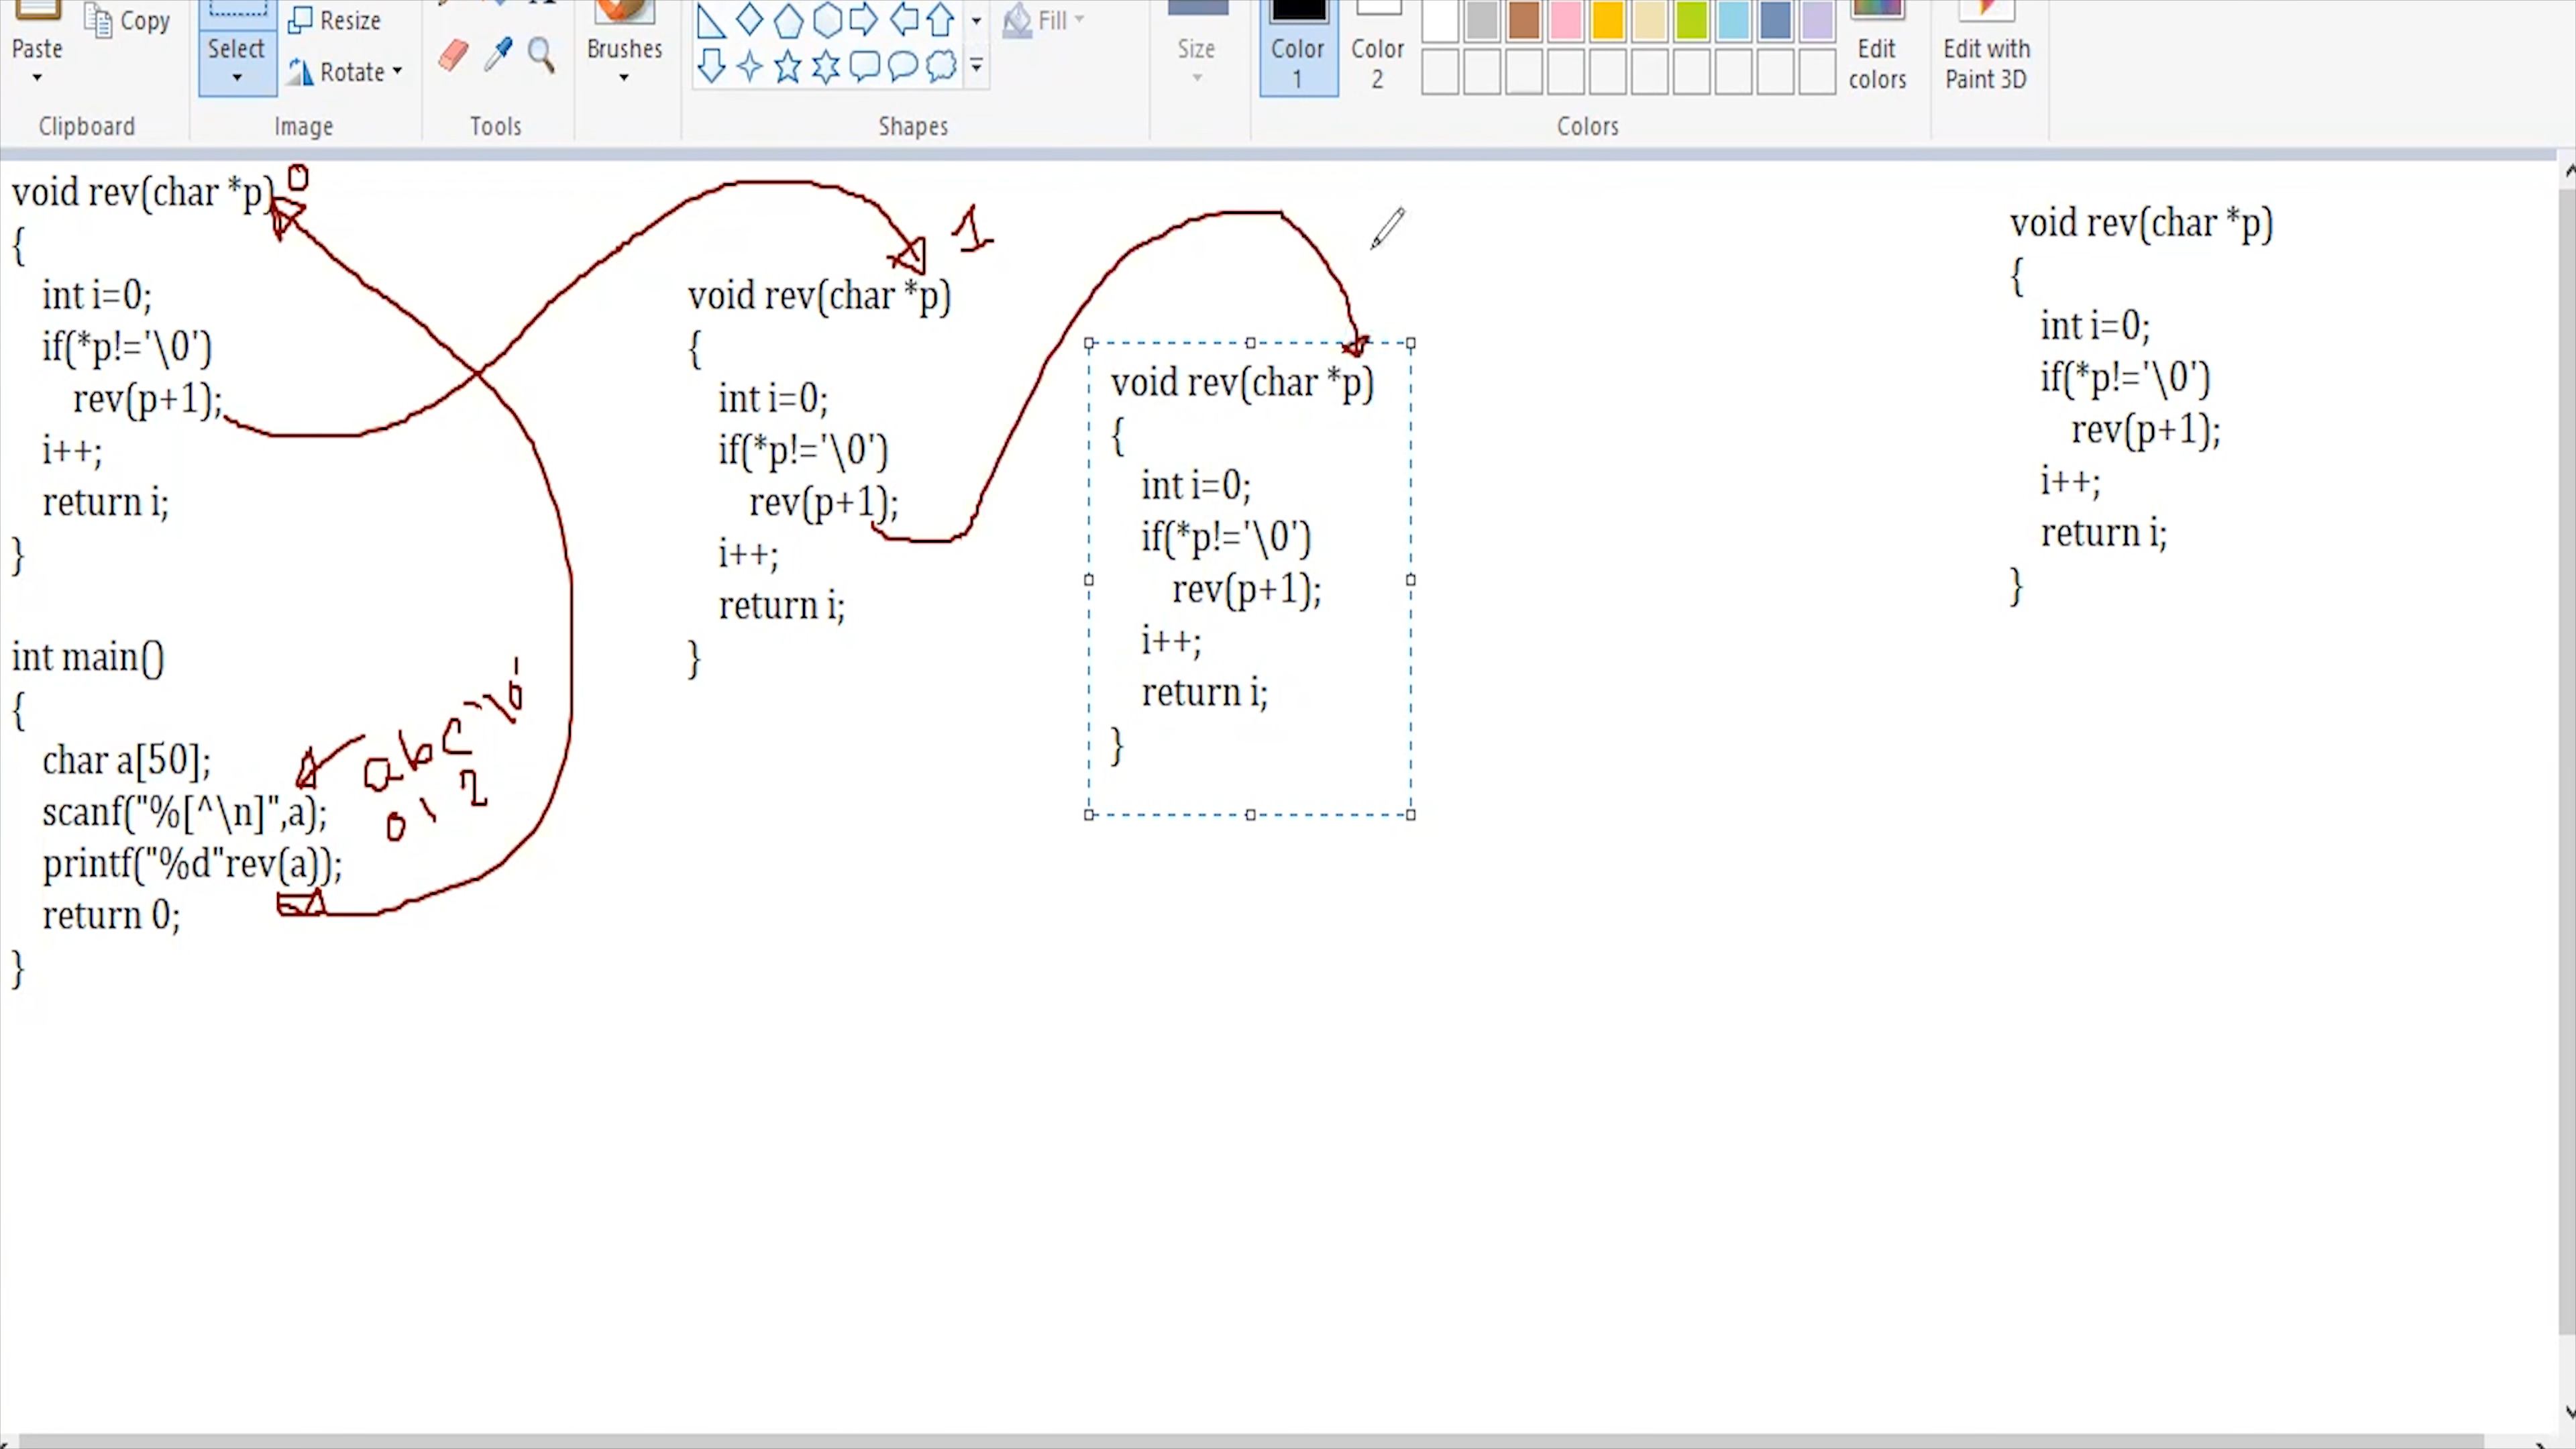 Paste
Copy
Select
Resize
Rotate
Brushes
Fill
Size
Color
1
Color
2
Edit
colors
Edit with
Paint 3D
Clipboard
Image
Tools
Shapes
Colors
void rev(char *p)
{
int i=0;
if(*p!='\0')
rev(p+1);
i++;
return i;
}
int main()
{
char a[50];
scanf("%[^\n]",a);
printf("%d"rev(a));
return 0;
}
0
abc'\0'
0 1 2
1
void rev(char *p)
{
int i=0;
if(*p!='\0')
rev(p+1);
i++;
return i;
}
void rev(char *p)
{
int i=0;
if(*p!='\0')
rev(p+1);
i++;
return i;
}
void rev(char *p)
{
int i=0;
if(*p!='\0')
rev(p+1);
i++;
return i;
}